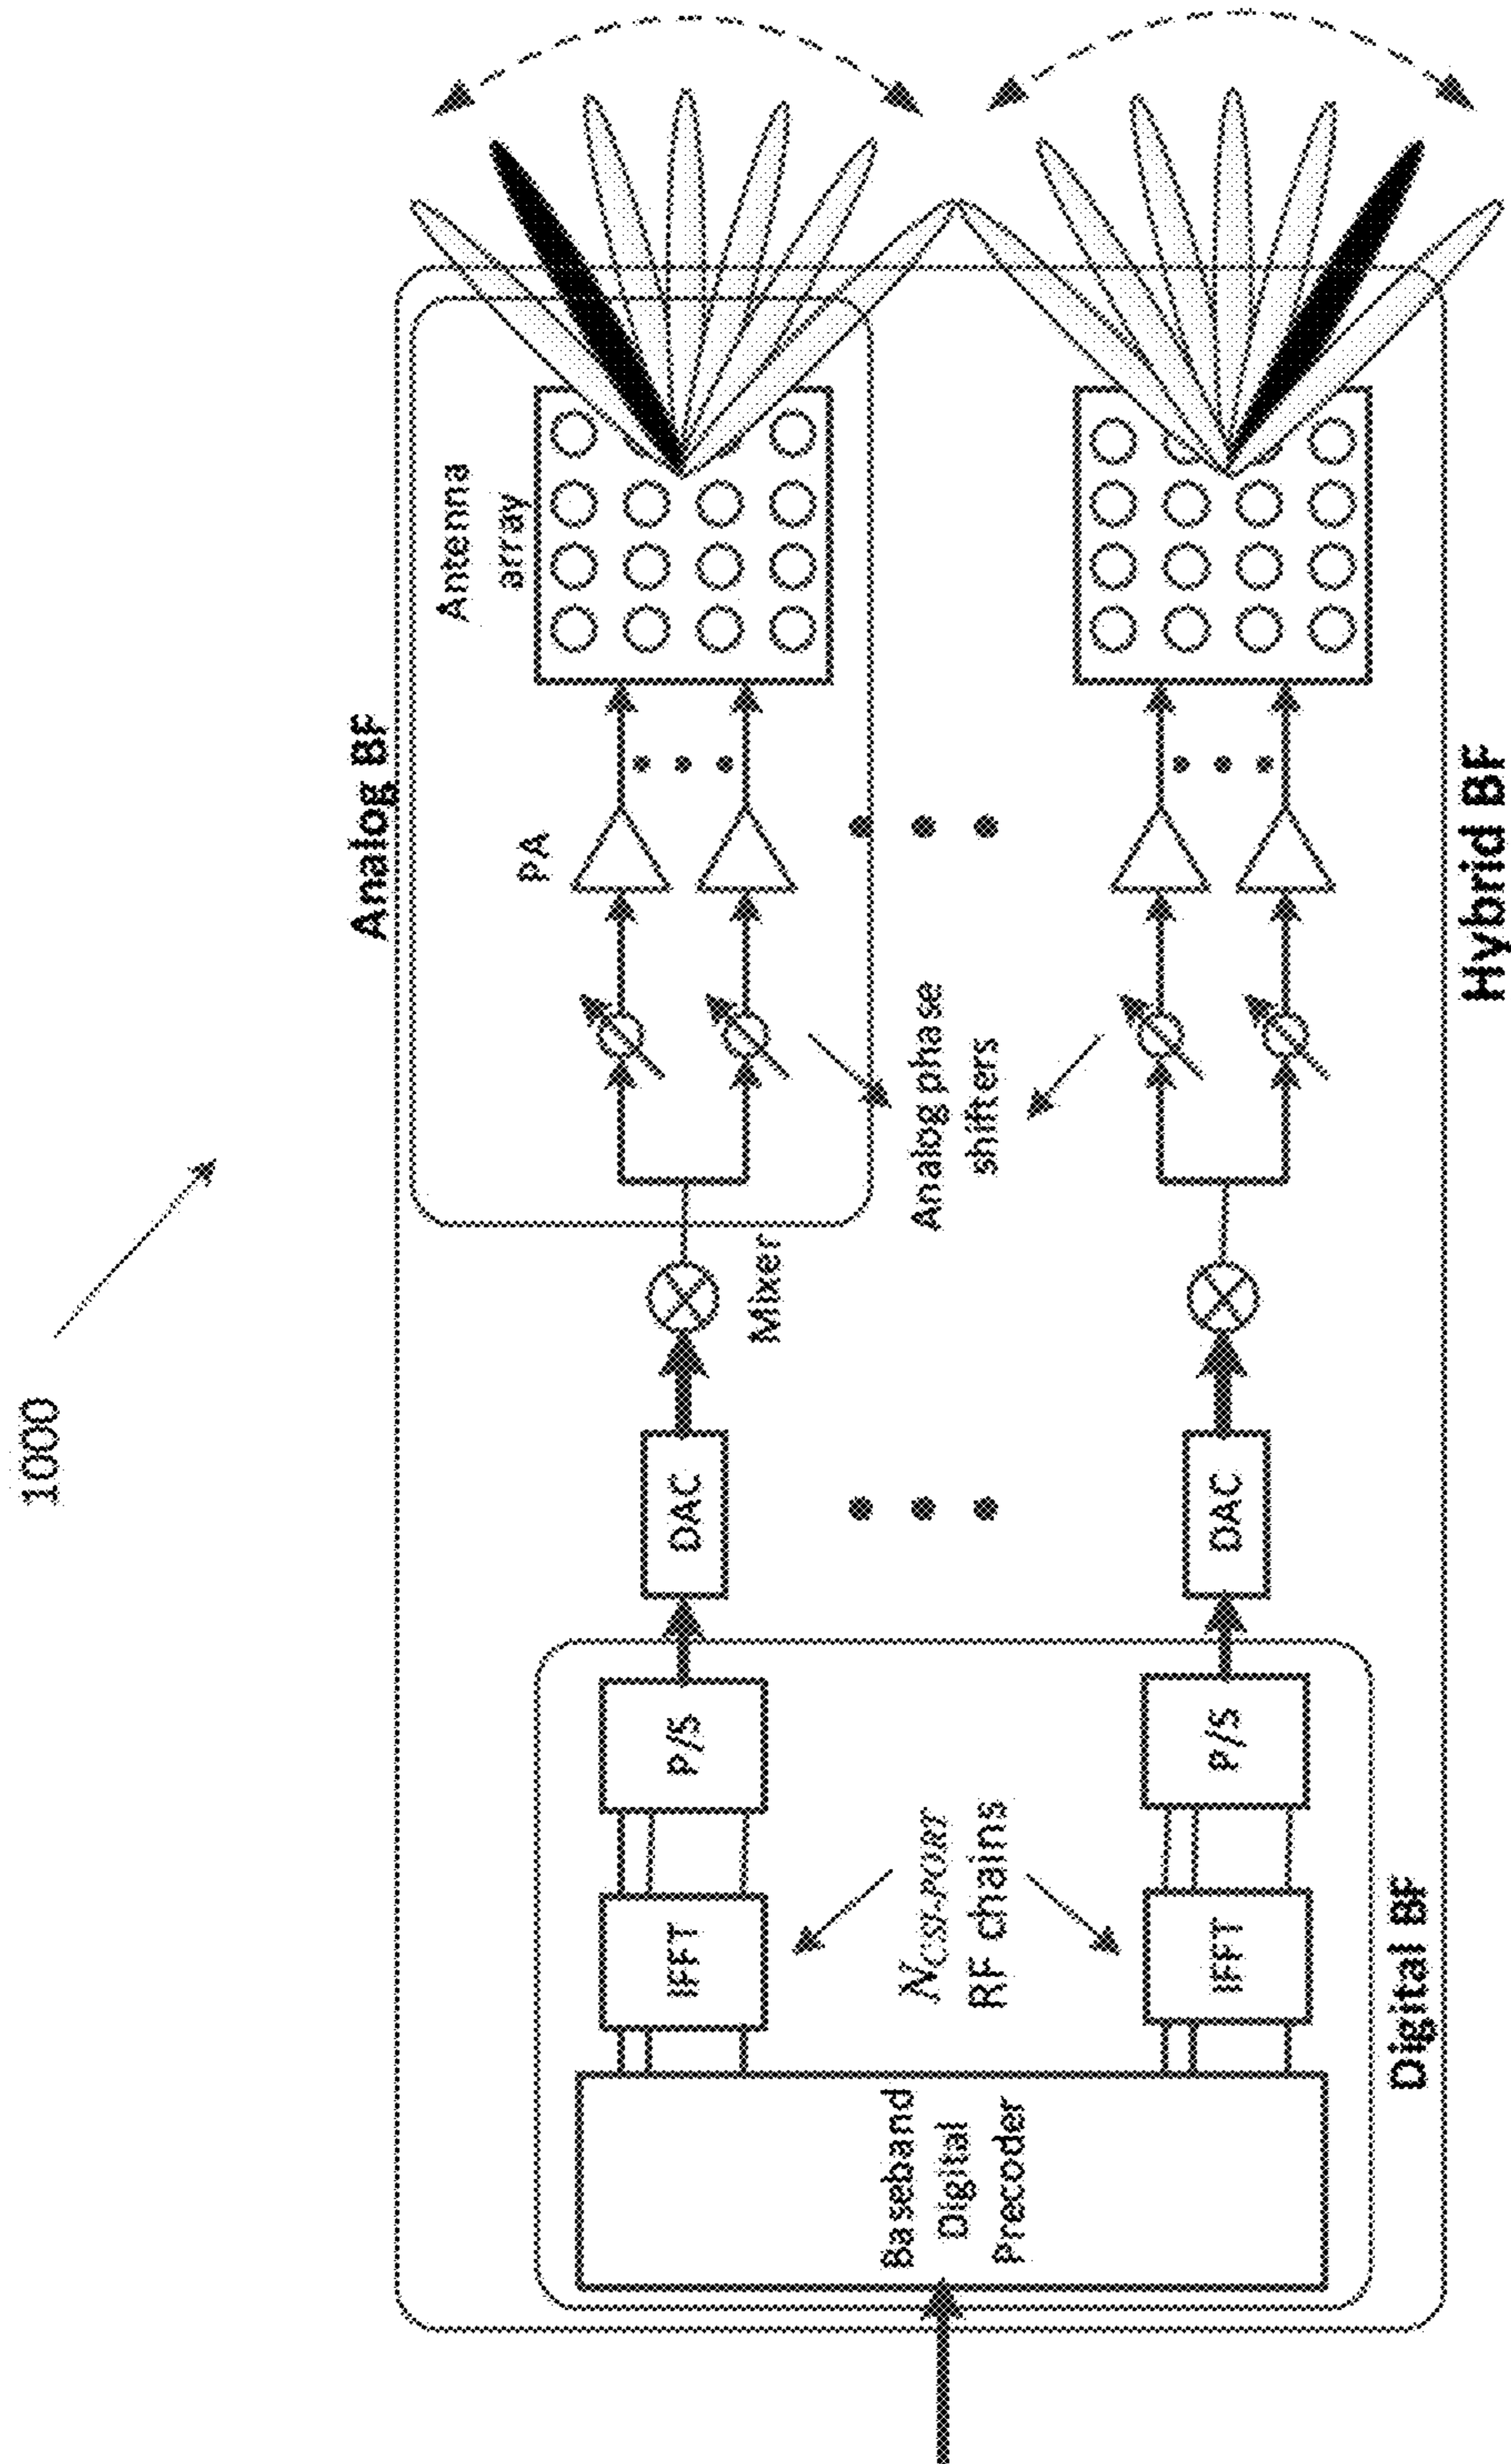 1000
Analog BF
Antenna
array
PA
Mixer
Analog phase
shifters
DAC
DAC
P/S
P/S
IFFT
IFFT
N_CSI-PORT
RF chains
Baseband
Digital
Precoder
Digital BF
Hybrid BF